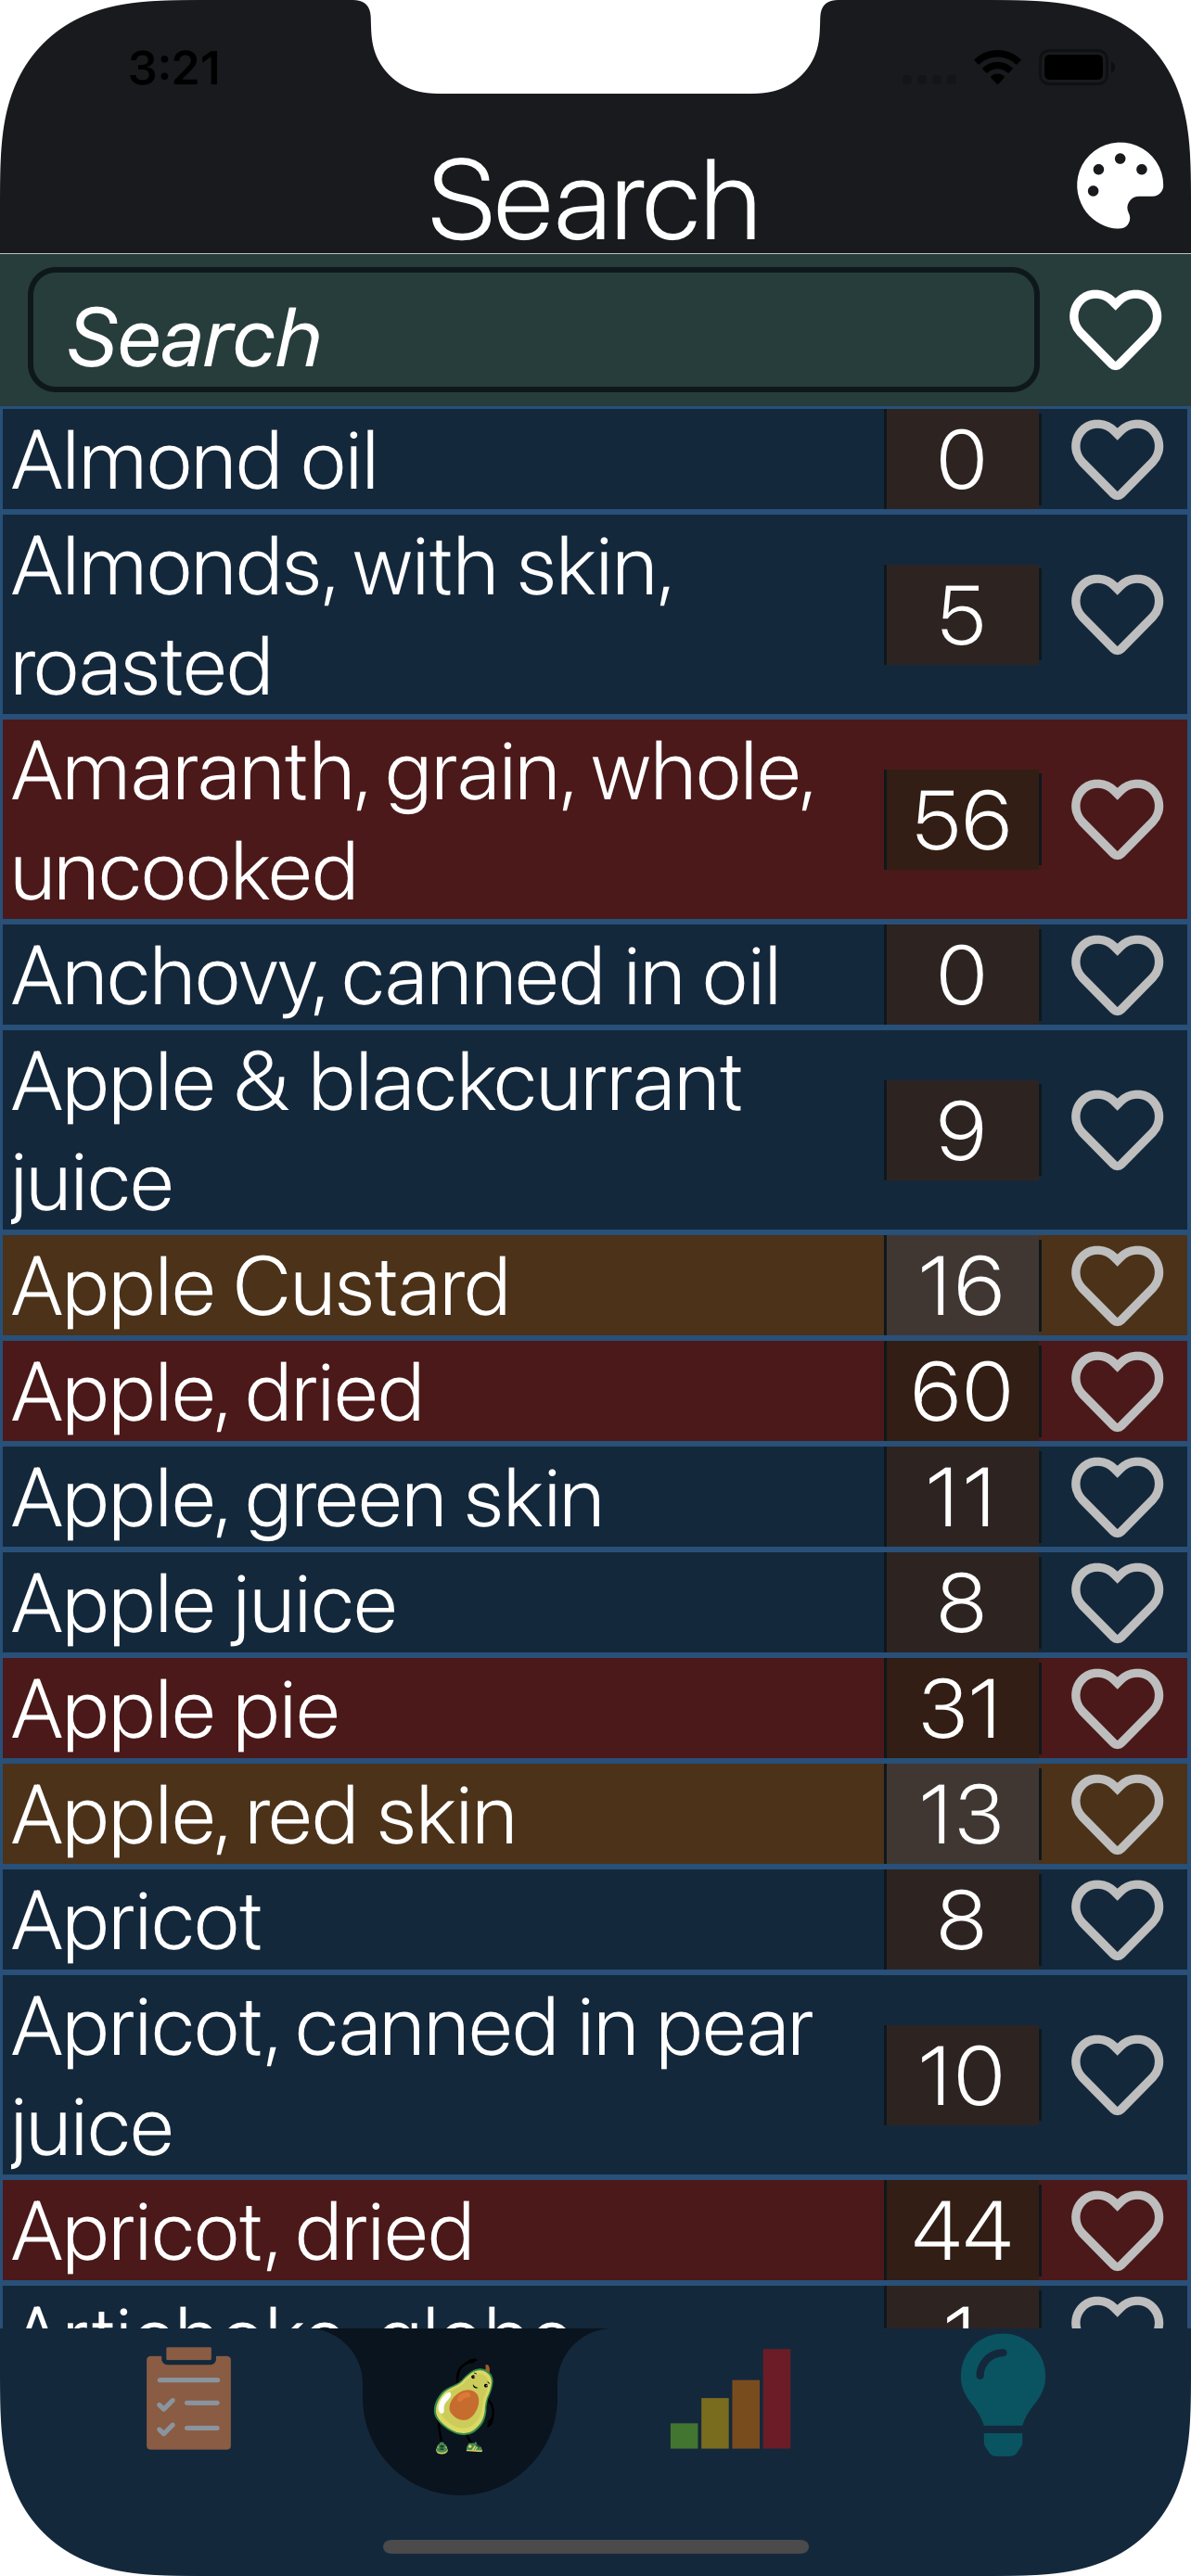 3:21
Search
Search
Almond oil 0
Almonds, with skin,
roasted 5
Amaranth, grain, whole,
uncooked 56
Anchovy, canned in oil 0
Apple & blackcurrant
juice 9
Apple Custard 16
Apple, dried 60
Apple, green skin 11
Apple juice 8
Apple pie 31
Apple, red skin 13
Apricot 8
Apricot, canned in pear
juice 10
Apricot, dried 44
Artichoke, globe 1